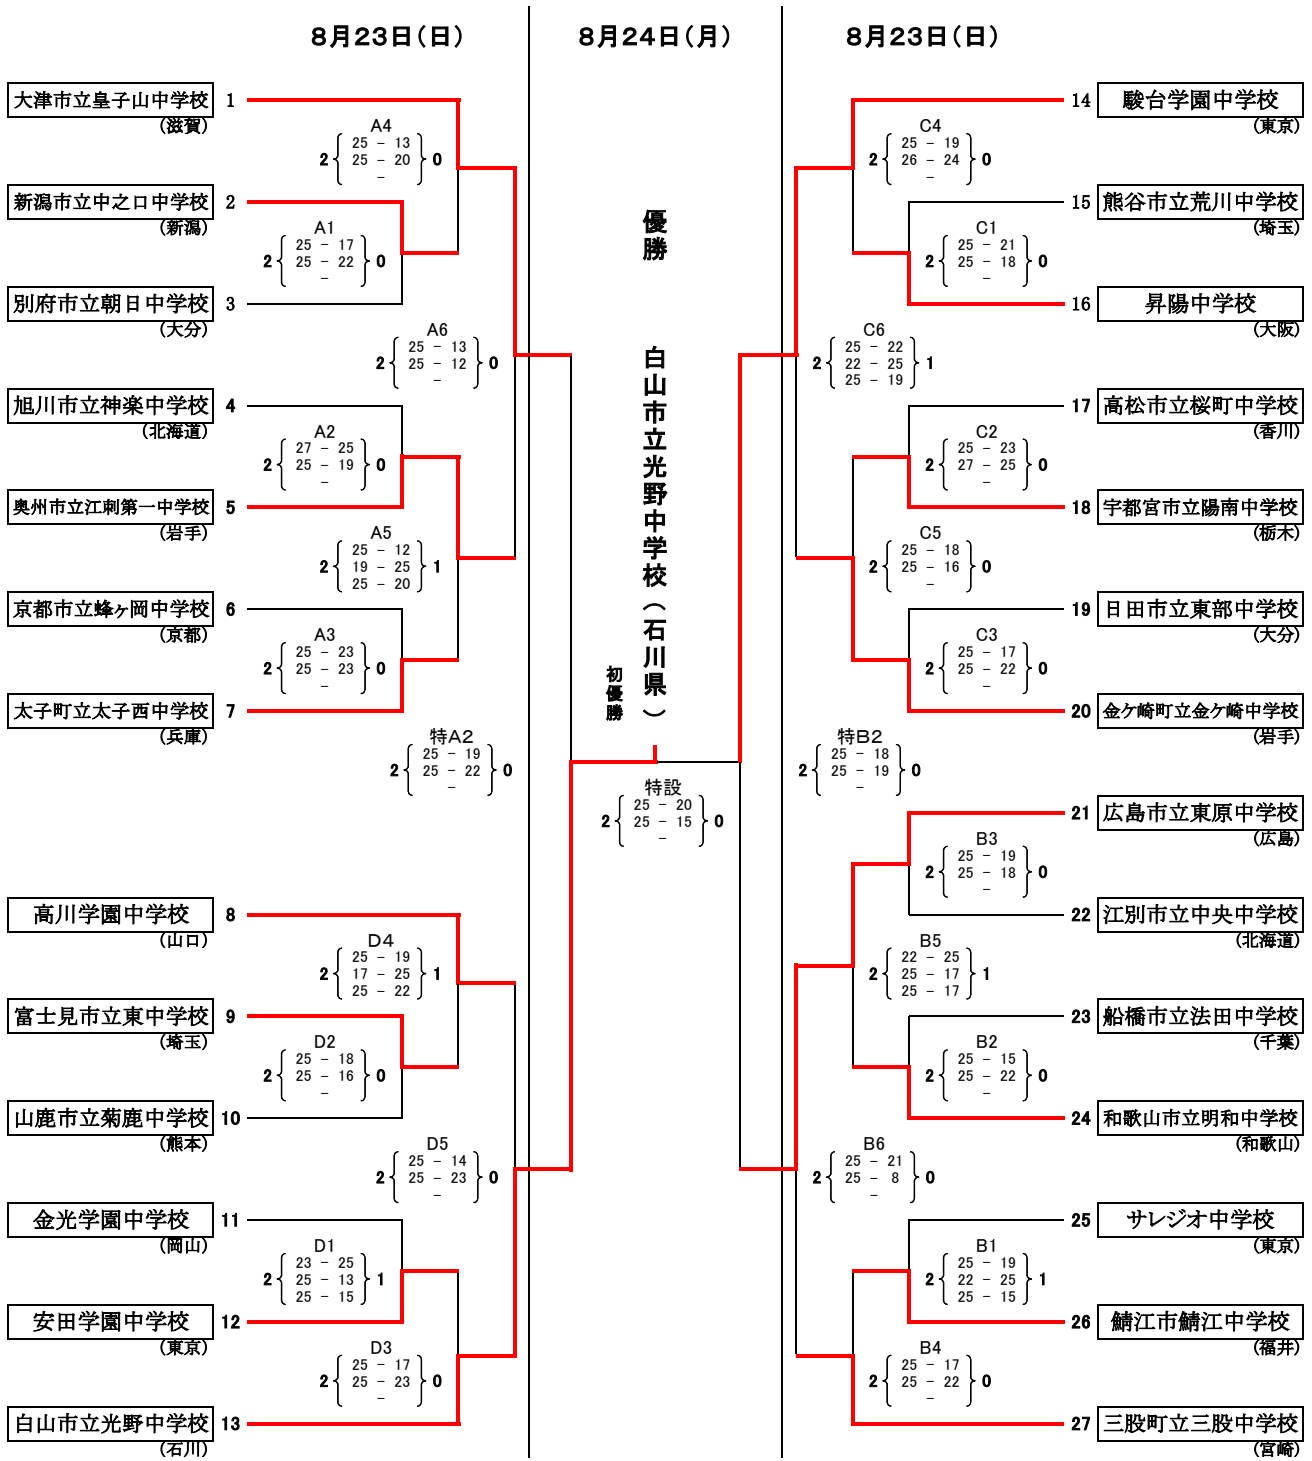 8月23日(日)
8月24日(月)
8月23日(日)
大津市立皇子山中学校 1
(滋賀)
A4
2 25 - 13 0
25 - 20
-
新潟市立中之口中学校 2
(新潟)
A1
25 - 17
2 25 - 22 0
-
別府市立朝日中学校 3
(大分)
A6
25 - 13
2 25 - 12 0
-
旭川市立神楽中学校 4
(北海道)
A2
27 - 25
2 25 - 19 0
-
奥州市立江刺第一中学校 5
(岩手)
A5
25 - 12
2 19 - 25 1
25 - 20
京都市立蜂ヶ岡中学校 6
(京都)
A3
25 - 23
2 25 - 23 0
-
太子町立太子西中学校 7
(兵庫)
特A2
25 - 19
2 25 - 22 0
-
高川学園中学校 8
(山口)
D4
25 - 19
2 17 - 25 1
25 - 22
富士見市立東中学校 9
(埼玉)
D2
25 - 18
2 25 - 16 0
-
山鹿市立菊鹿中学校 10
(熊本)
D5
25 - 14
2 25 - 23 0
-
金光学園中学校 11
(岡山)
D1
23 - 25
2 25 - 13 1
25 - 15
安田学園中学校 12
(東京)
D3
25 - 17
2 25 - 23 0
-
白山市立光野中学校 13
(石川)
優勝 白山市立光野中学校(石川県)
初優勝
特設
25 - 20
2 25 - 15 0
-
14 駿台学園中学校
(東京)
C4
25 - 19
2 26 - 24 0
-
15 熊谷市立荒川中学校
(埼玉)
C1
25 - 21
2 25 - 18 0
-
16 昇陽中学校
(大阪)
C6
25 - 22
2 22 - 25 1
25 - 19
17 高松市立桜町中学校
(香川)
C2
25 - 23
2 27 - 25 0
-
18 宇都宮市立陽南中学校
(栃木)
C5
25 - 18
2 25 - 16 0
-
19 日田市立東部中学校
(大分)
C3
25 - 17
2 25 - 22 0
-
20 金ケ崎町立金ケ崎中学校
(岩手)
特B2
25 - 18
2 25 - 19 0
-
21 広島市立東原中学校
(広島)
B3
25 - 19
2 25 - 18 0
-
22 江別市立中央中学校
(北海道)
B5
22 - 25
2 25 - 17 1
25 - 17
23 船橋市立法田中学校
(千葉)
B2
25 - 15
2 25 - 22 0
-
24 和歌山市立明和中学校
(和歌山)
B6
25 - 21
2 25 - 8 0
-
25 サレジオ中学校
(東京)
B1
25 - 19
2 22 - 25 1
25 - 15
26 鯖江市鯖江中学校
(福井)
B4
25 - 17
2 25 - 22 0
-
27 三股町立三股中学校
(宮崎)